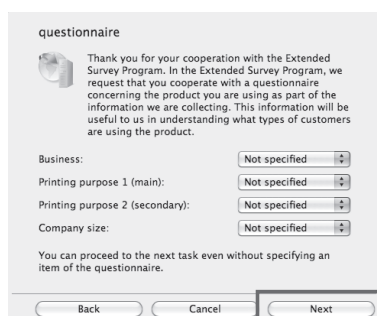 questionnaire
Thank you for your cooperation with the Extended
Survey Program. In the Extended Survey Program, we
request that you cooperate with a questionnaire
concerning the product you are using as part of the
information we are collecting. This information will be
useful to us in understanding what types of customers
are using the product.
Business: Not specified
Printing purpose 1 (main): Not specified
Printing purpose 2 (secondary): Not specified
Company size: Not specified
You can proceed to the next task even without specifying an
item of the questionnaire.
Back Cancel Next